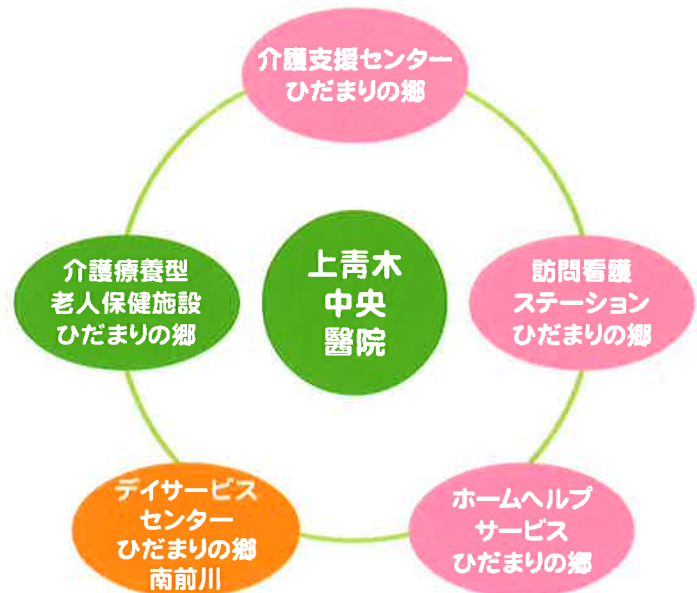 介護支援センター
ひだまりの郷
介護療養型
老人保健施設
ひだまりの郷
上青木
中央
醫院
訪問看護
ステーション
ひだまりの郷
デイサービス
センター
ひだまりの郷
南前川
ホームヘルプ
サービス
ひだまりの郷